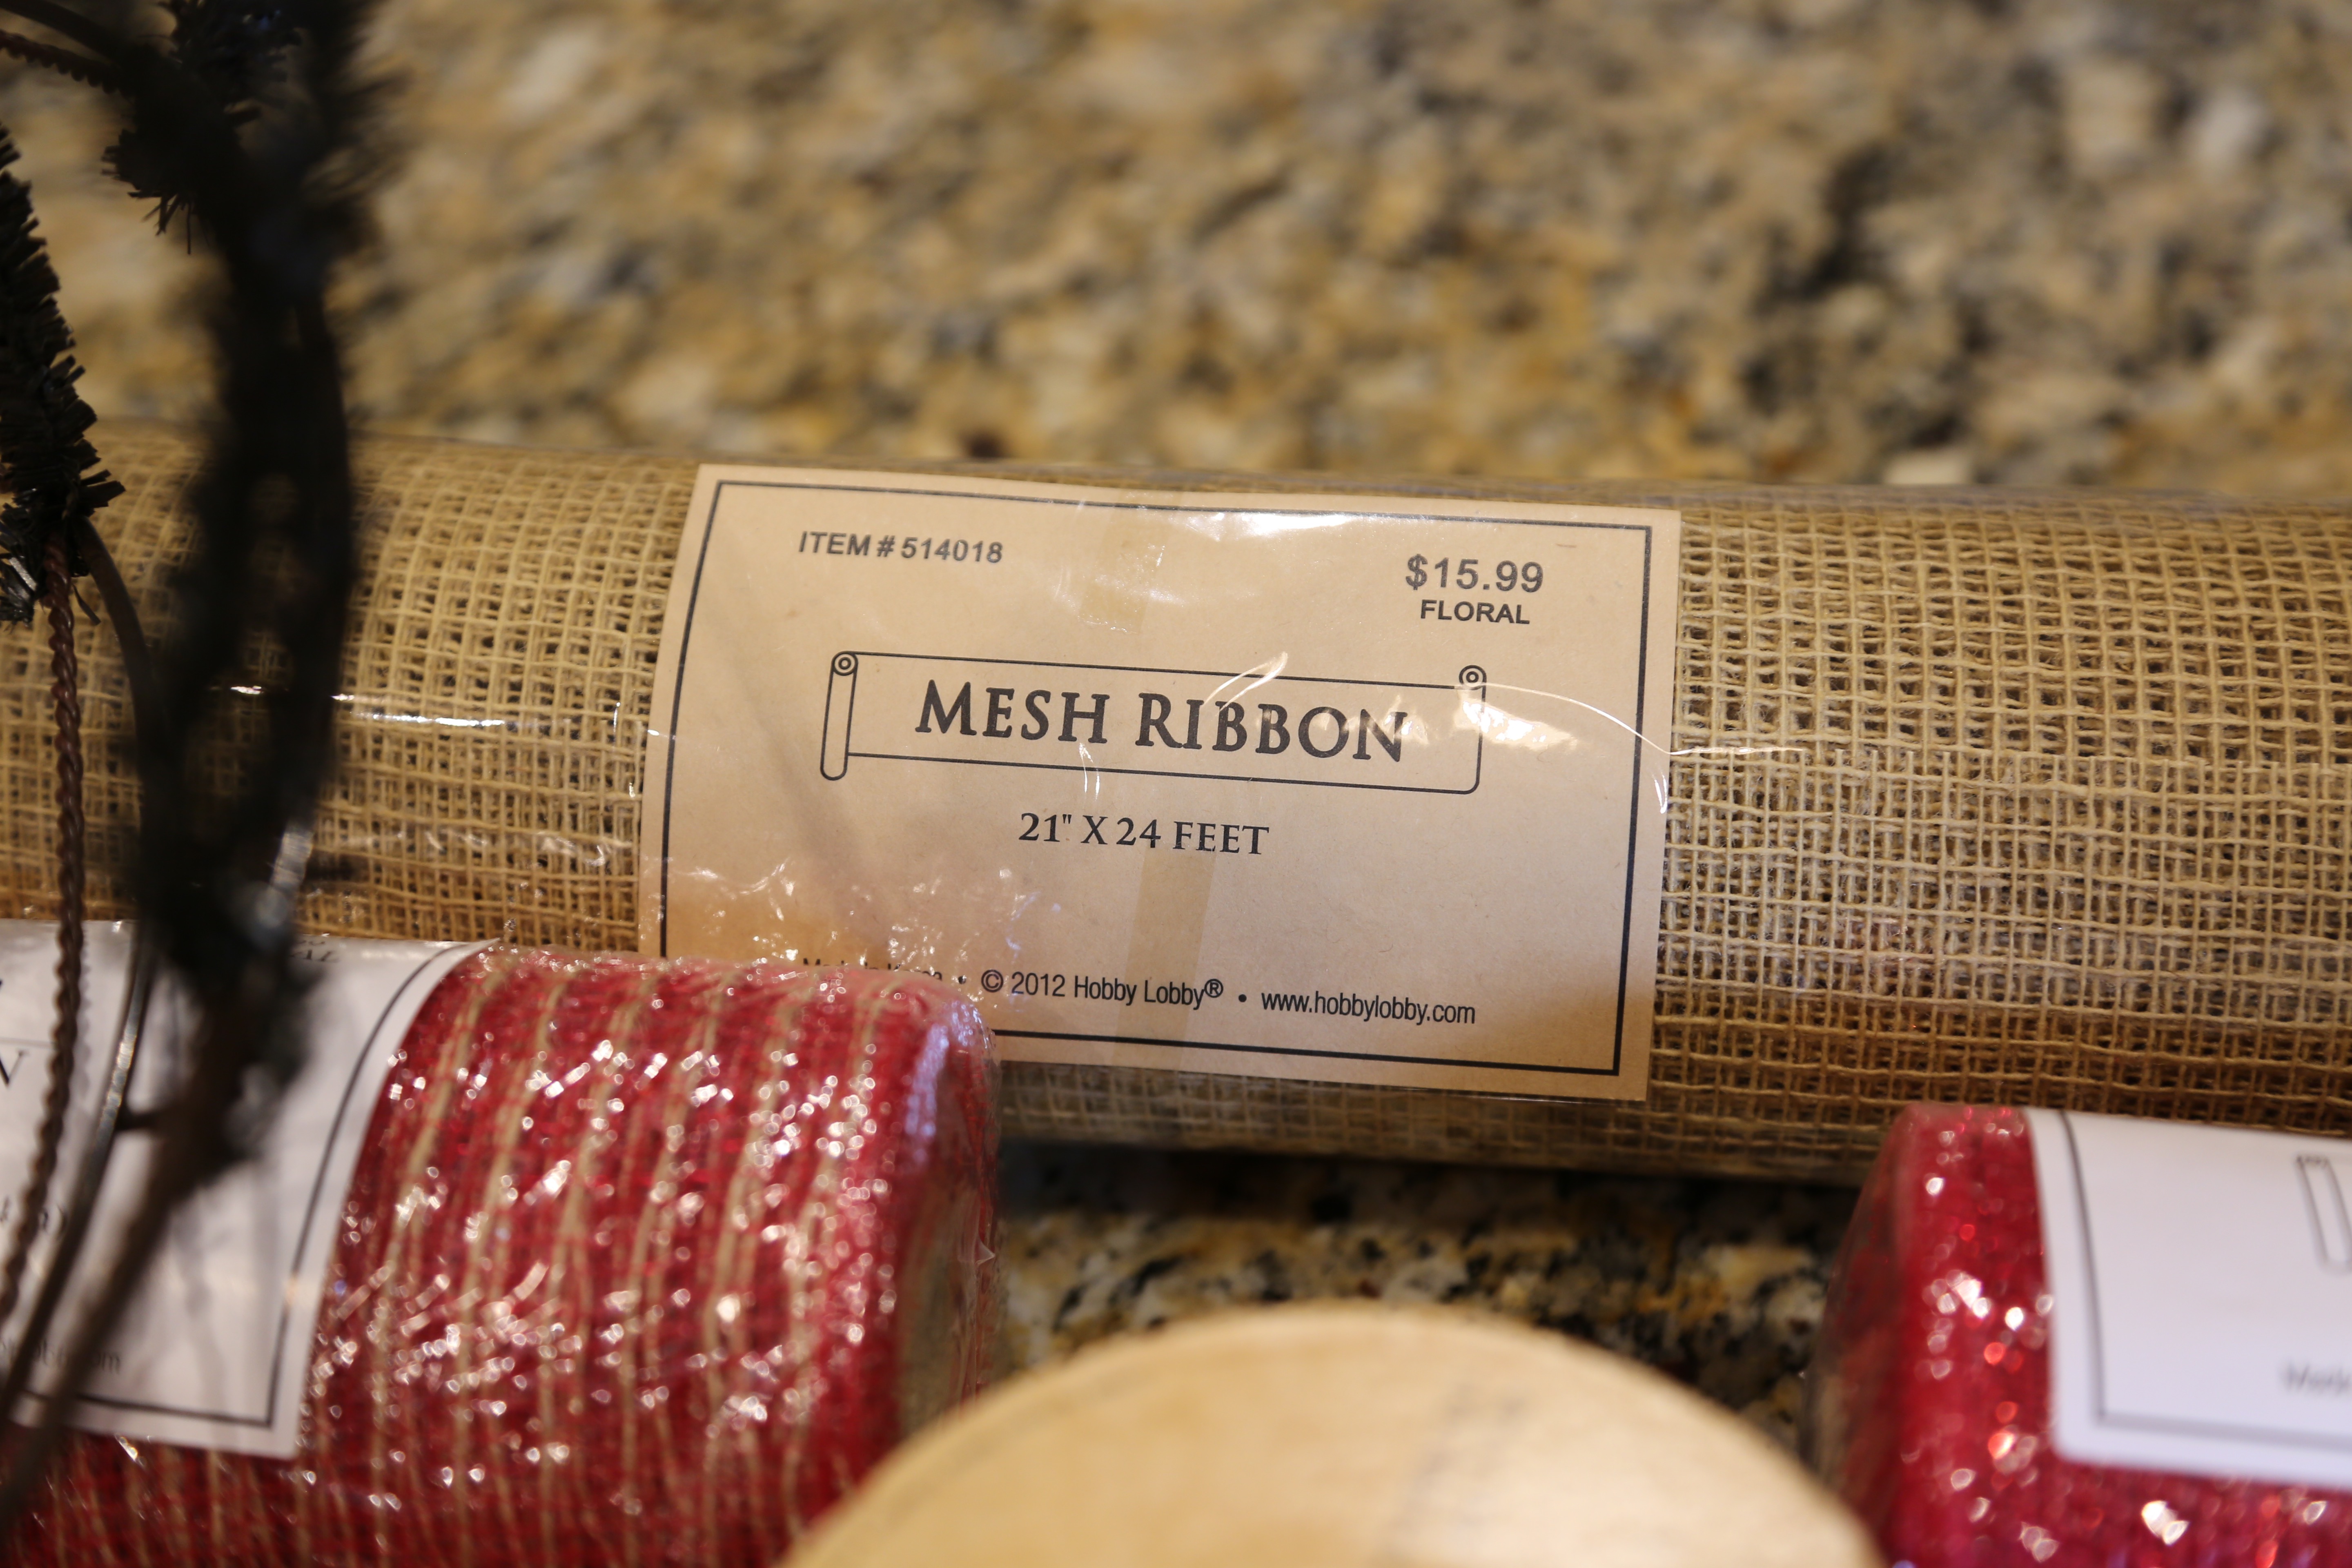 ITEM # 514018
$15.99
FLORAL
MESH RIBBON
21" X 24 FEET
• © 2012 Hobby Lobby® • www.hobbylobby.com